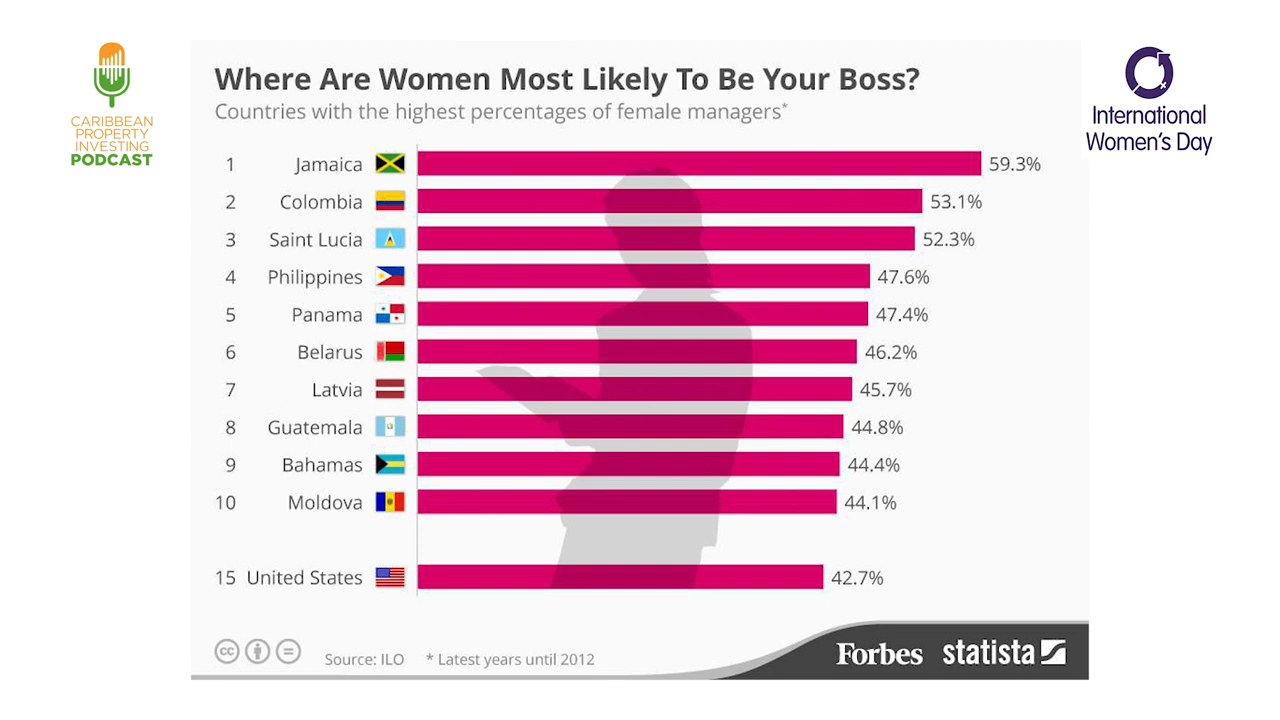 CARIBBEAN
PROPERTY
INVESTING
PODCAST
International
Women's Day
Where Are Women Most Likely To Be Your Boss?
Countries with the highest percentages of female managers*
1 Jamaica 59.3%
2 Colombia 53.1%
3 Saint Lucia 52.3%
4 Philippines 47.6%
5 Panama 47.4%
6 Belarus 46.2%
7 Latvia 45.7%
8 Guatemala 44.8%
9 Bahamas 44.4%
10 Moldova 44.1%
15 United States 42.7%
cc Source: ILO * Latest years until 2012
Forbes statista